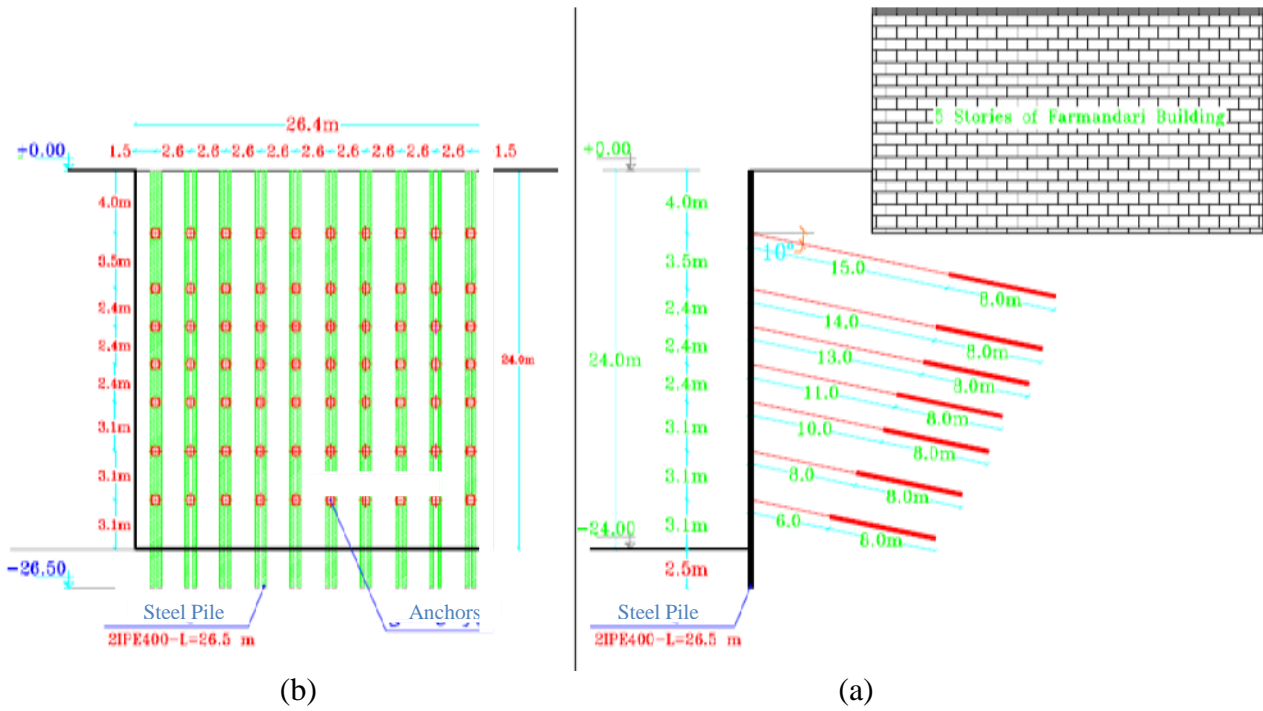 26.4m
1.5 2.6 2.6 2.6 2.6 2.6 2.6 2.6 2.6 2.6 1.5
+0.00
4.0m
3.5m
2.4m
2.4m
2.4m
3.1m
3.1m
3.1m
24.0m
-26.50
Steel Pile
Anchors
2IPE400-L=26.5 m
(b)
5 Stories of Farmandari Building
+0.00
4.0m
3.5m
2.4m
2.4m
2.4m
3.1m
3.1m
3.1m
24.0m
-24.00
2.5m
10°
15.0
8.0m
14.0
8.0m
13.0
8.0m
11.0
8.0m
10.0
8.0m
8.0
8.0m
6.0
8.0m
Steel Pile
2IPE400-L=26.5 m
(a)